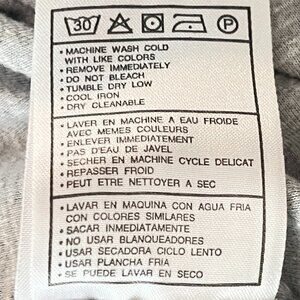 30 P
• MACHINE WASH COLD
WITH LIKE COLORS
• REMOVE IMMEDIATELY
• DO NOT BLEACH
• TUMBLE DRY LOW
• COOL IRON
• DRY CLEANABLE
• LAVER EN MACHINE A EAU FROIDE
AVEC MEMES COULEURS
• ENLEVER IMMEDIATEMENT
• PAS D'EAU DE JAVEL
• SECHER EN MACHINE CYCLE DELICAT
• REPASSER FROID
• PEUT ETRE NETTOYER A SEC
• LAVAR EN MAQUINA CON AGUA FRIA
CON COLORES SIMILARES
• SACAR INMEDIATAMENTE
• NO USAR BLANQUEADORES
• USAR SECADORA CICLO LENTO
• USAR PLANCHA FRIA
• SE PUEDE LAVAR EN SECO